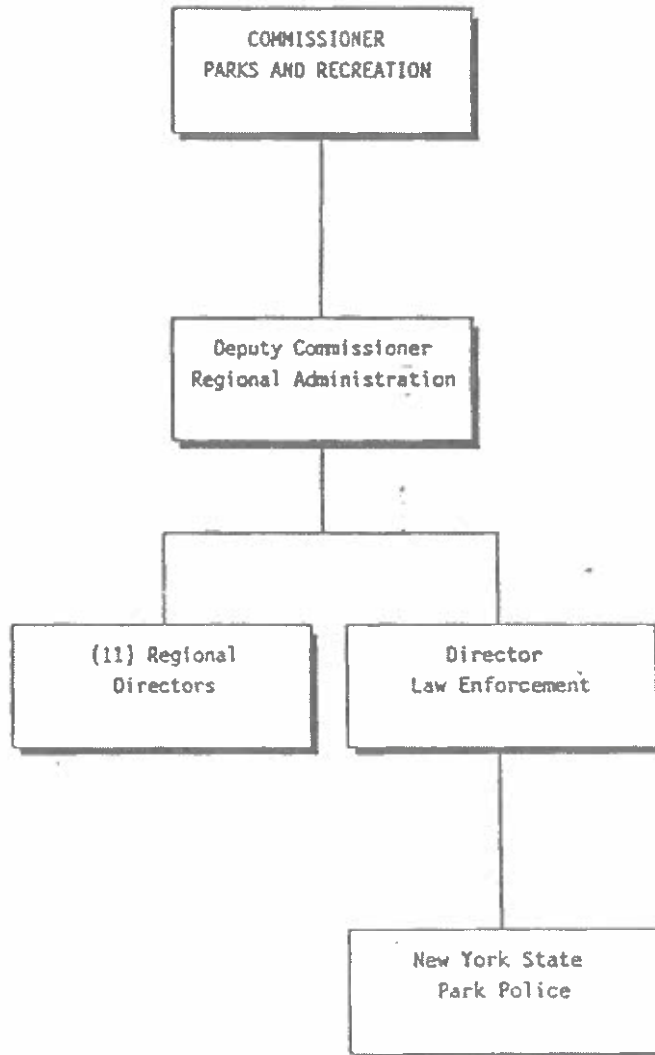 COMMISSIONER
PARKS AND RECREATION
Deputy Commissioner
Regional Administration
(11) Regional
Directors
Director
Law Enforcement
New York State
Park Police